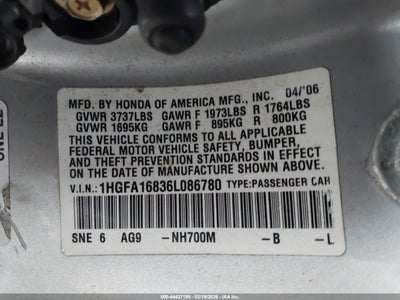 MFD. BY HONDA OF AMERICA MFG., INC. 04/'06
GVWR 3737LBS GAWR F 1973LBS R 1764LBS
GVWR 1695KG GAWR F 895KG R 800KG
THIS VEHICLE CONFORMS TO ALL APPLICABLE
FEDERAL MOTOR VEHICLE SAFETY, BUMPER,
AND THEFT PREVENTION STANDARDS IN EFFECT ON
THE DATE OF MANUFACTURE SHOWN ABOVE.
V.I.N.: 1HGFA16836L086780 TYPE:PASSENGER CAR
SNE 6 AG9 -NH700M -B -L